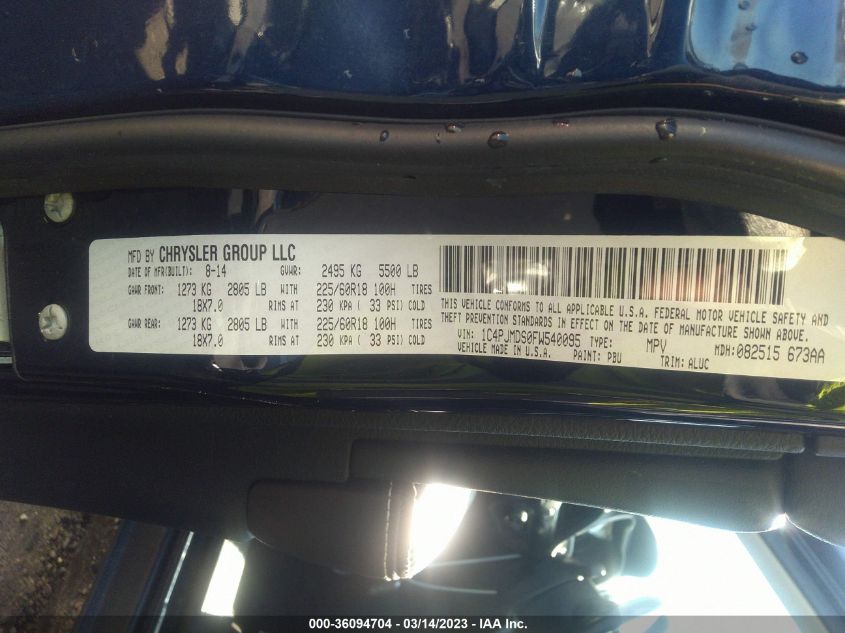 MFD BY CHRYSLER GROUP LLC
DATE OF MFR(BUILT): 8-14 GVWR: 2495 KG 5500 LB
GAWR FRONT: 1273 KG 2805 LB WITH 225/60R18 100H TIRES
18X7.0 RIMS AT 230 KPA ( 33 PSI) COLD
GAWR REAR: 1273 KG 2805 LB WITH 225/60R18 100H TIRES
18X7.0 RIMS AT 230 KPA ( 33 PSI) COLD
THIS VEHICLE CONFORMS TO ALL APPLICABLE U.S.A. FEDERAL MOTOR VEHICLE SAFETY AND
THEFT PREVENTION STANDARDS IN EFFECT ON THE DATE OF MANUFACTURE SHOWN ABOVE.
VIN: 1C4PJMDS0FW540095 TYPE: MPV MDH: 082515 673AA
VEHICLE MADE IN U.S.A. PAINT: PBU TRIM: ALUC
000-36094704 - 03/14/2023 - IAA Inc.